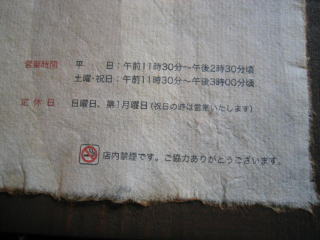 営業時間 平　日：午前11時30分～午後2時30分頃
土曜・祝日：午前11時30分～午後3時00分頃
定休日 日曜日、第1月曜日(祝日の時は営業いたします)
店内禁煙です。ご協力ありがとうございます。